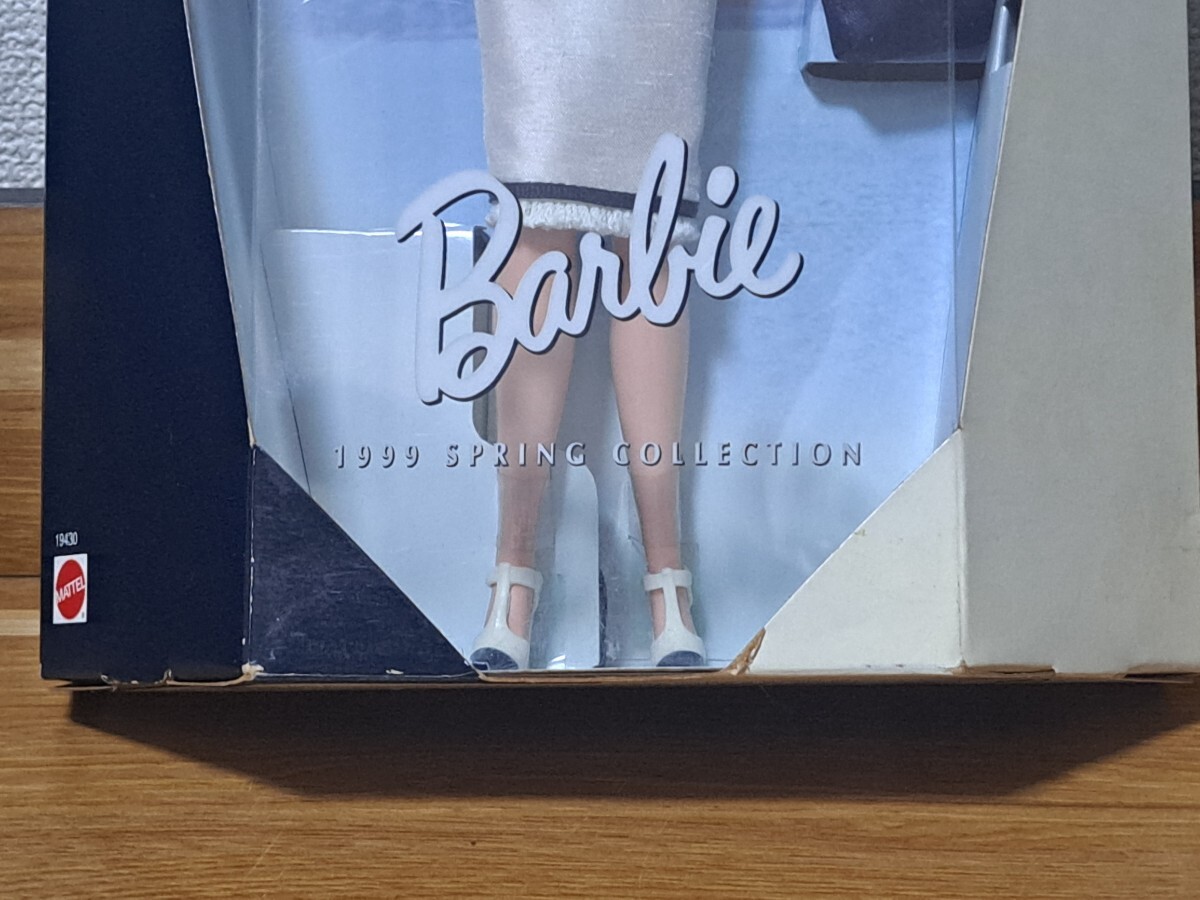 Barbie
1999 SPRING COLLECTION
19430
MATTEL